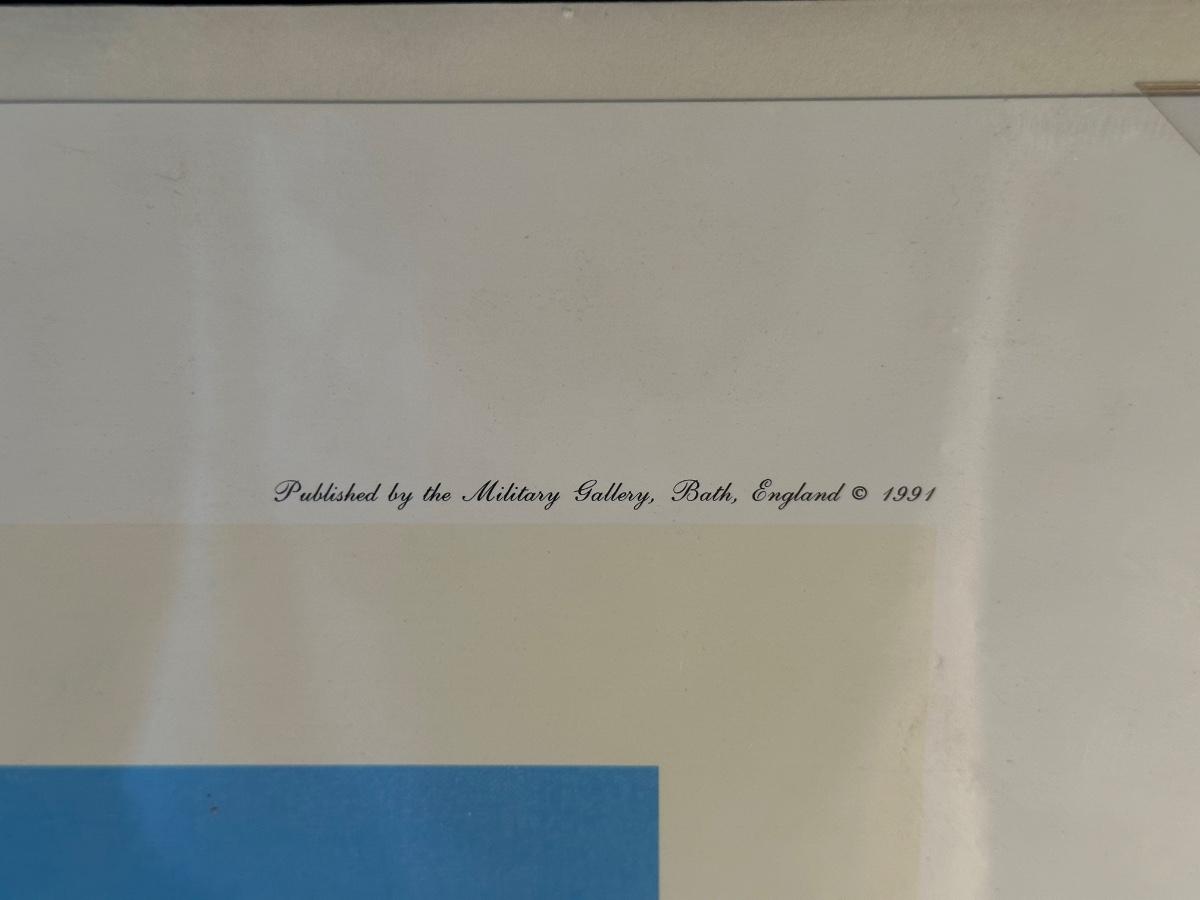 Published by the Military Gallery, Bath, England © 1991